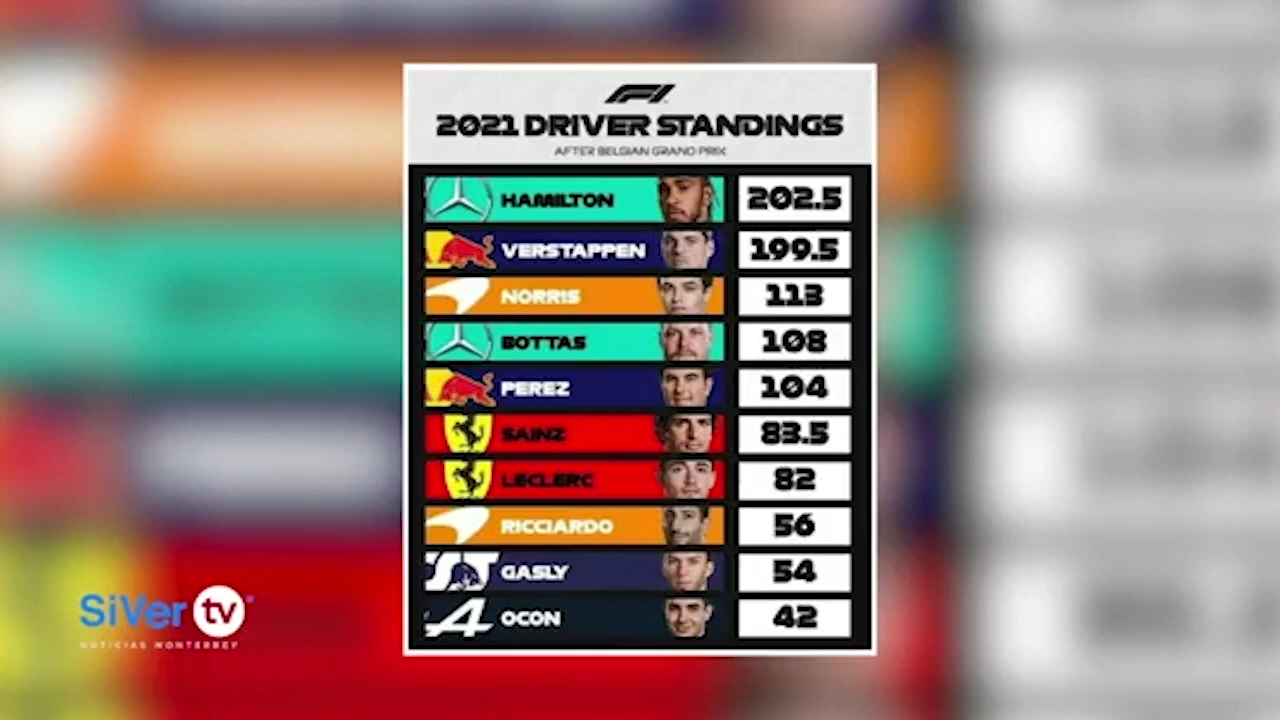 F1
2021 DRIVER STANDINGS
AFTER BELGIAN GRAND PRIX
HAMILTON 202.5
VERSTAPPEN 199.5
NORRIS 113
BOTTAS 108
PEREZ 104
SAINZ 83.5
LECLERC 82
RICCIARDO 56
GASLY 54
OCON 42
SiVer tv
NOTICIAS MONTERREY